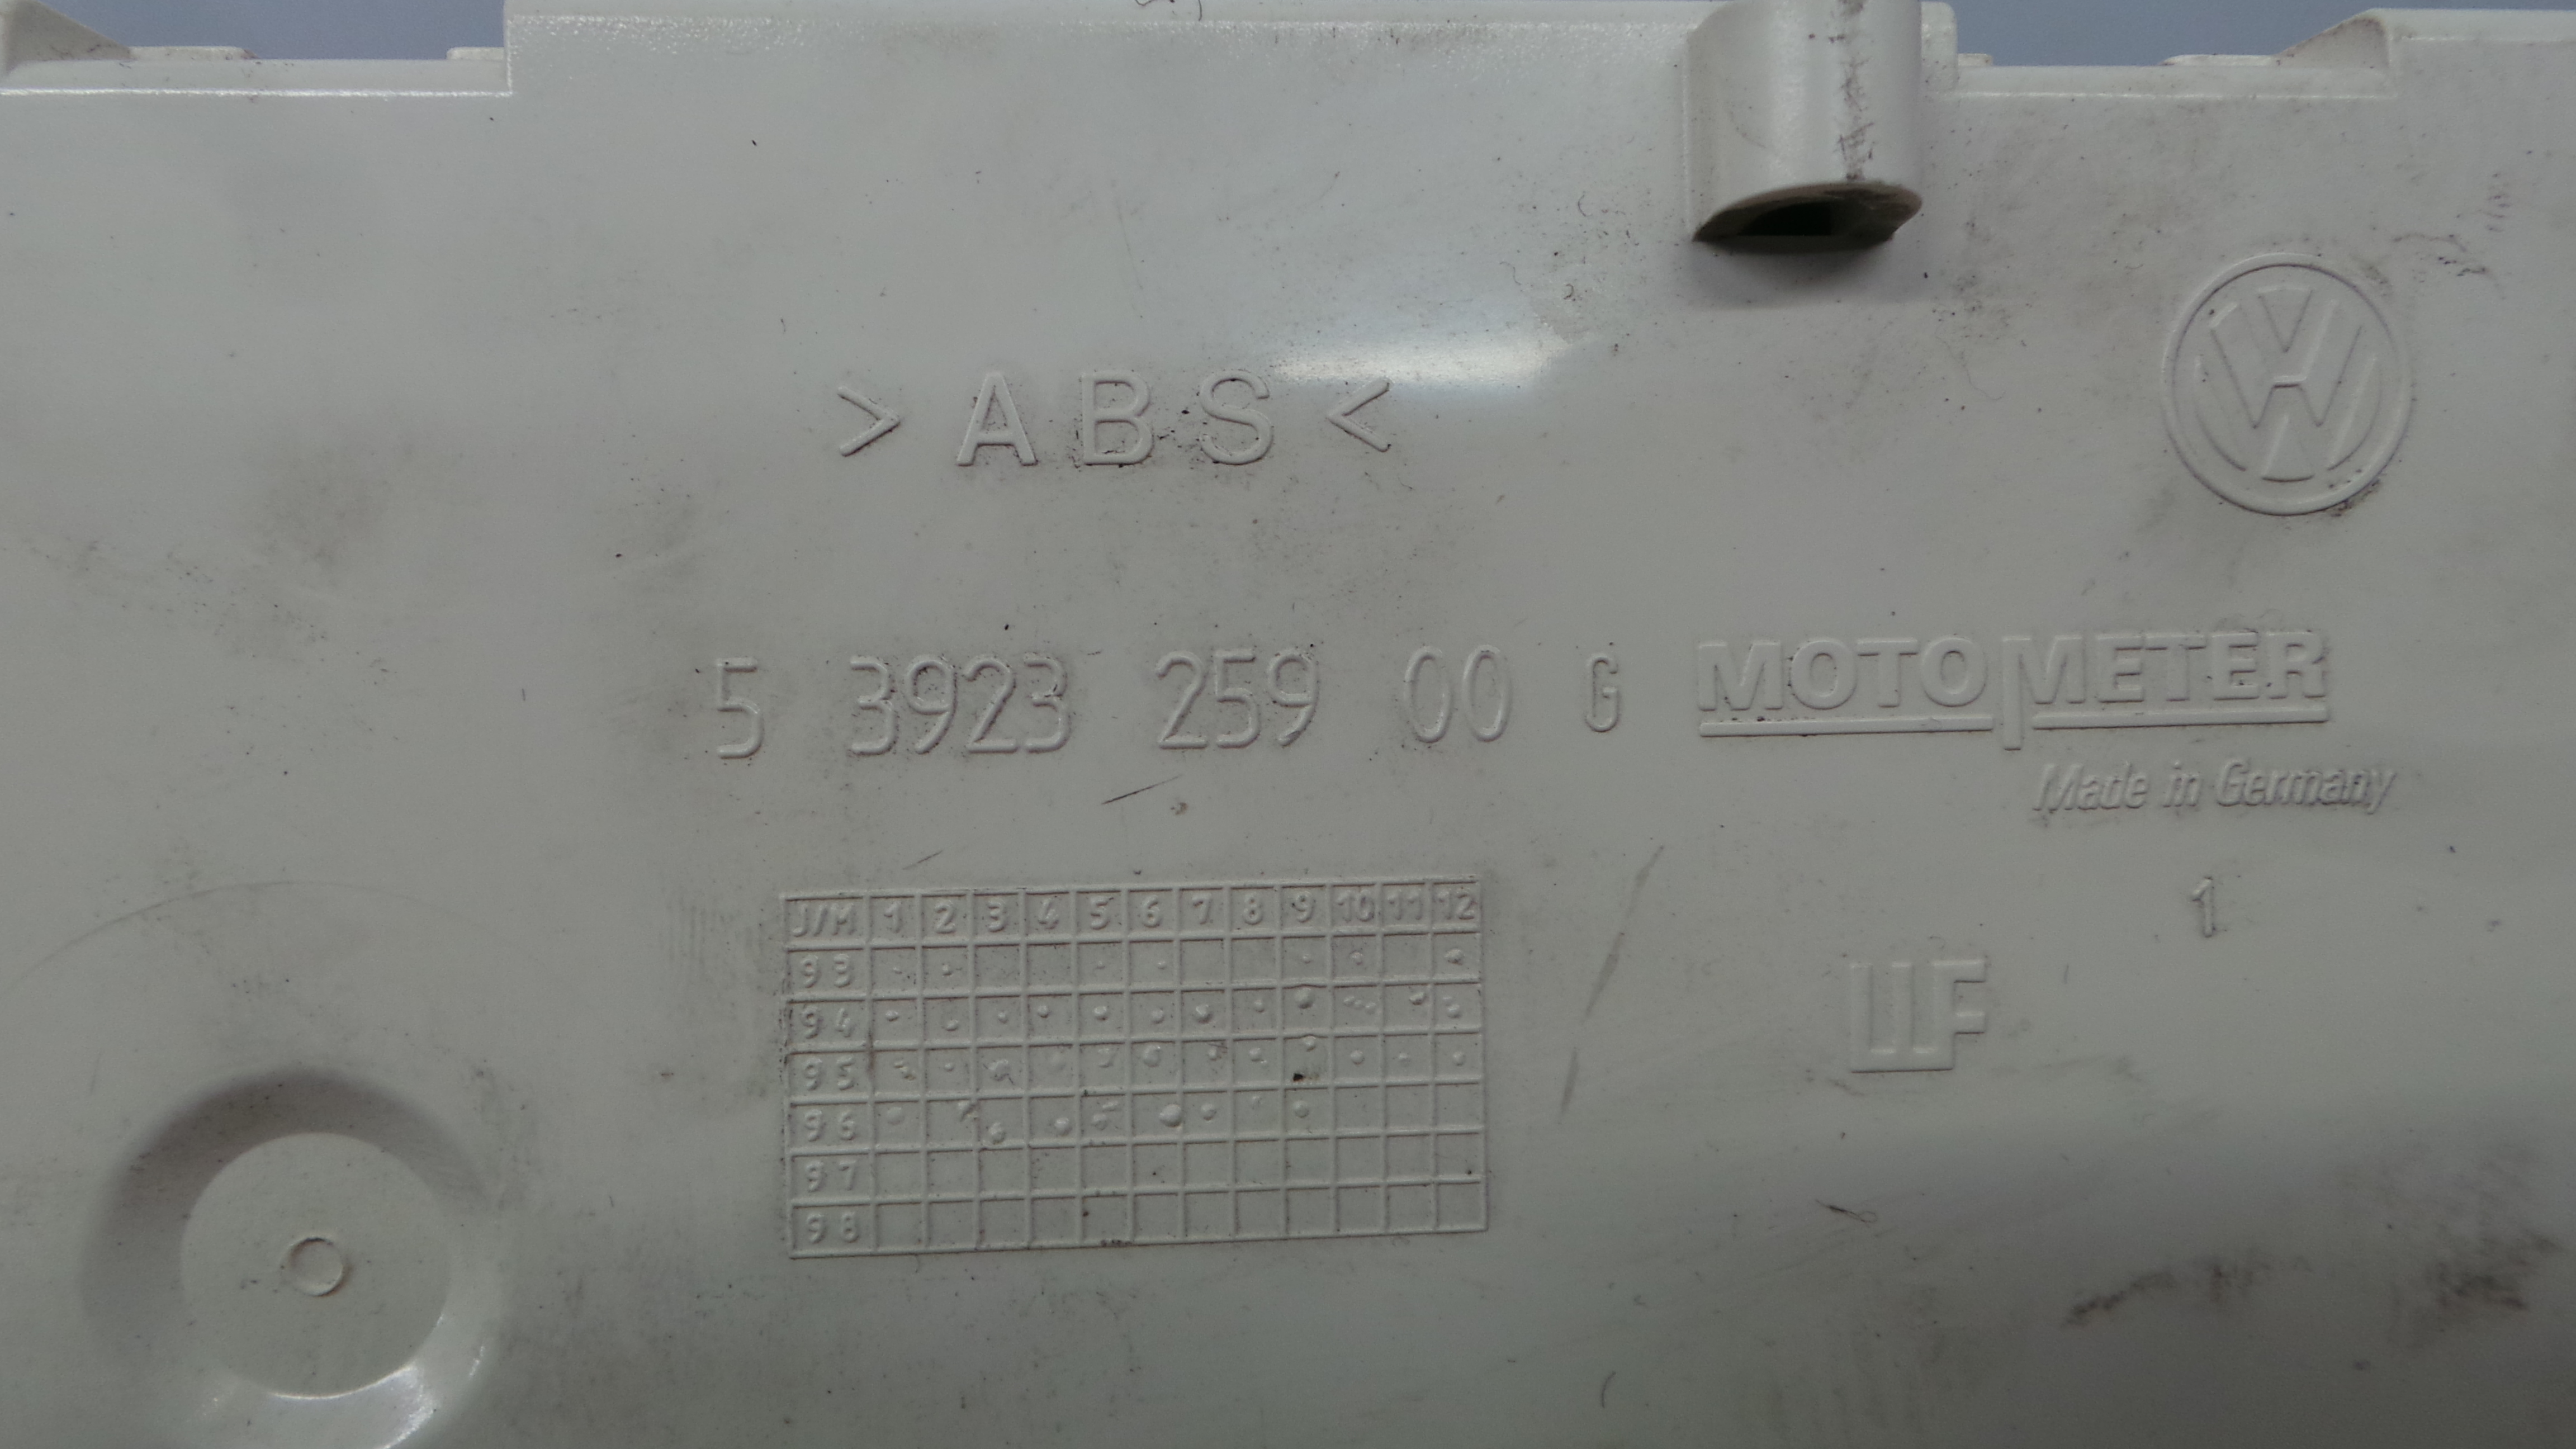 >ABS<
VW
5 3923 259 00 G MOTOMETER
Made in Germany
1
J/M 1 2 3 4 5 6 7 8 9 10 11 12
93
94
95
96
97
98